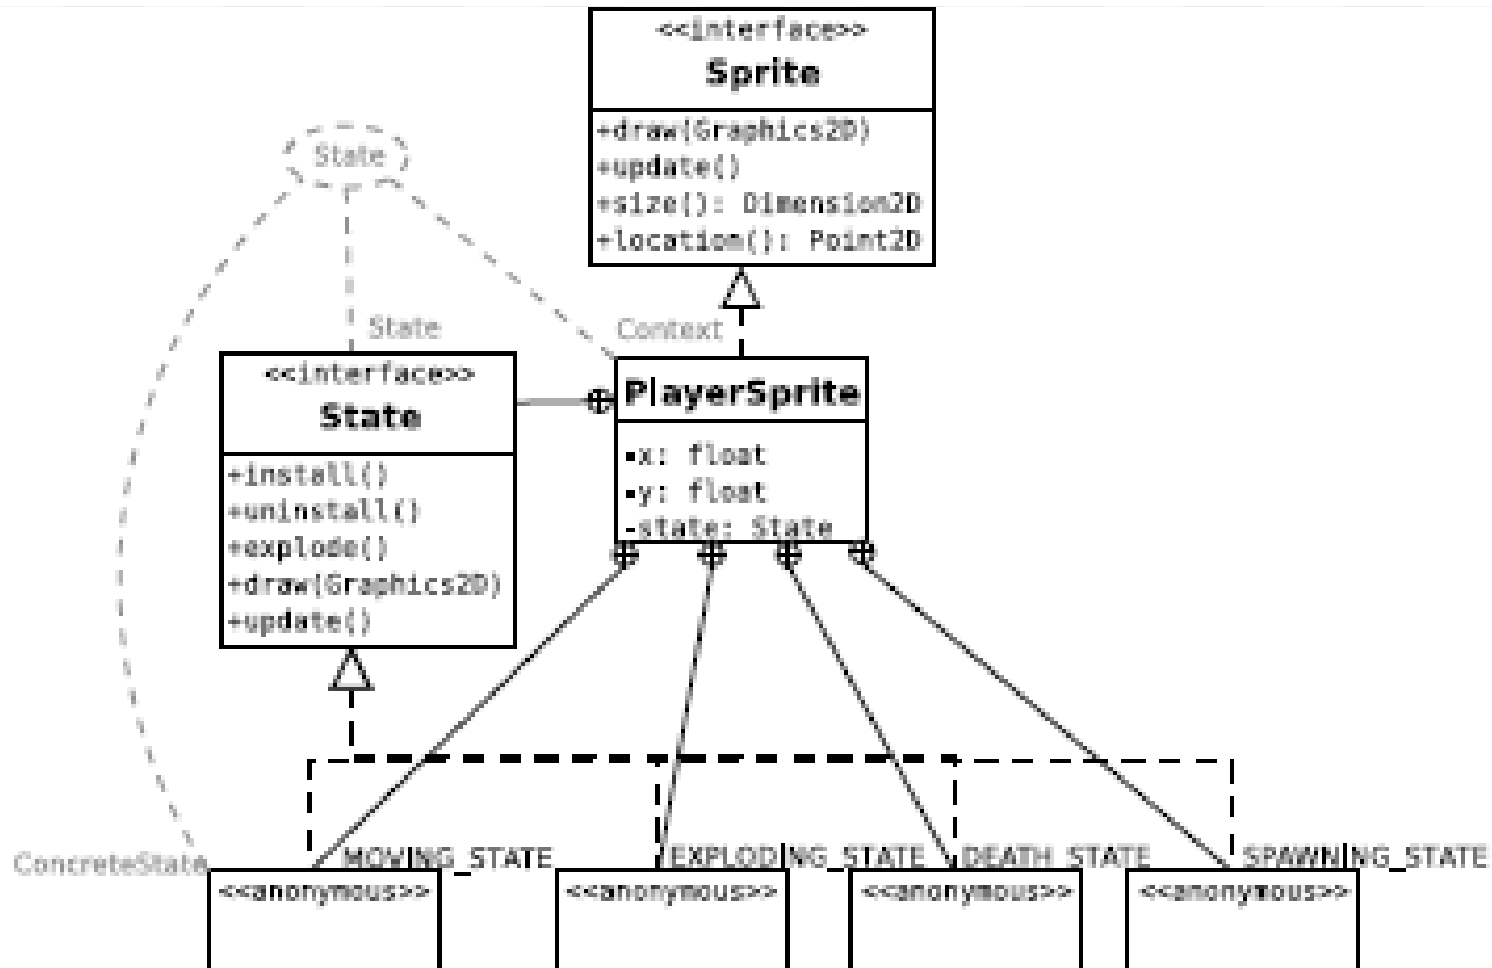 <<interface>>
Sprite
+draw(Graphics2D)
+update()
+size(): Dimension2D
+location(): Point2D
State
State
Context
<<interface>>
State
+install()
+uninstall()
+explode()
+draw(Graphics2D)
+update()
PlayerSprite
-x: float
-y: float
-state: State
ConcreteState
MOVING_STATE
EXPLODING_STATE
DEATH_STATE
SPAWNING_STATE
<<anonymous>>
<<anonymous>>
<<anonymous>>
<<anonymous>>